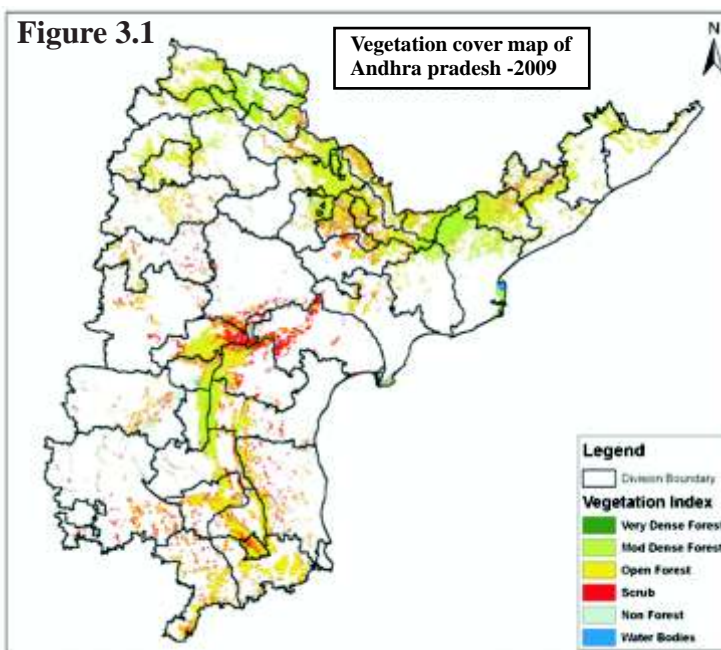 Figure 3.1
Vegetation cover map of
Andhra pradesh -2009
N
Legend
Division Boundary
Vegetation Index
Very Dense Forest
Mod Dense Forest
Open Forest
Scrub
Non Forest
Water Bodies